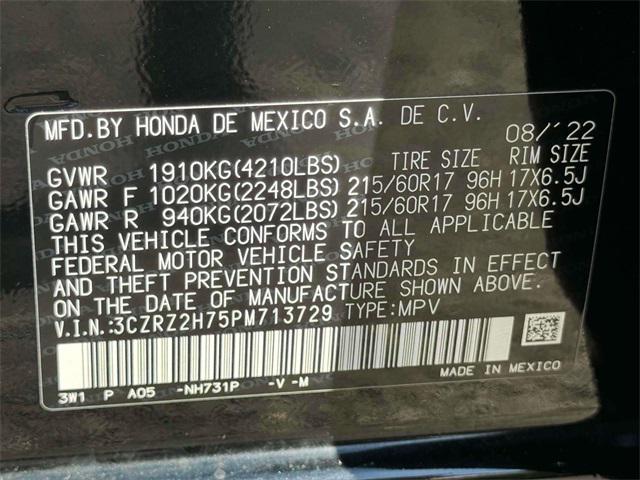 MFD.BY HONDA DE MEXICO S.A. DE C.V. 08/'22
TIRE SIZE RIM SIZE
GVWR 1910KG(4210LBS)
GAWR F 1020KG(2248LBS) 215/60R17 96H 17X6.5J
GAWR R 940KG(2072LBS) 215/60R17 96H 17X6.5J
THIS VEHICLE CONFORMS TO ALL APPLICABLE
FEDERAL MOTOR VEHICLE SAFETY
AND THEFT PREVENTION STANDARDS IN EFFECT
ON THE DATE OF MANUFACTURE SHOWN ABOVE.
V.I.N.:3CZRZ2H75PM713729 TYPE:MPV
3W1 P A05 -NH731P -V -M
MADE IN MEXICO